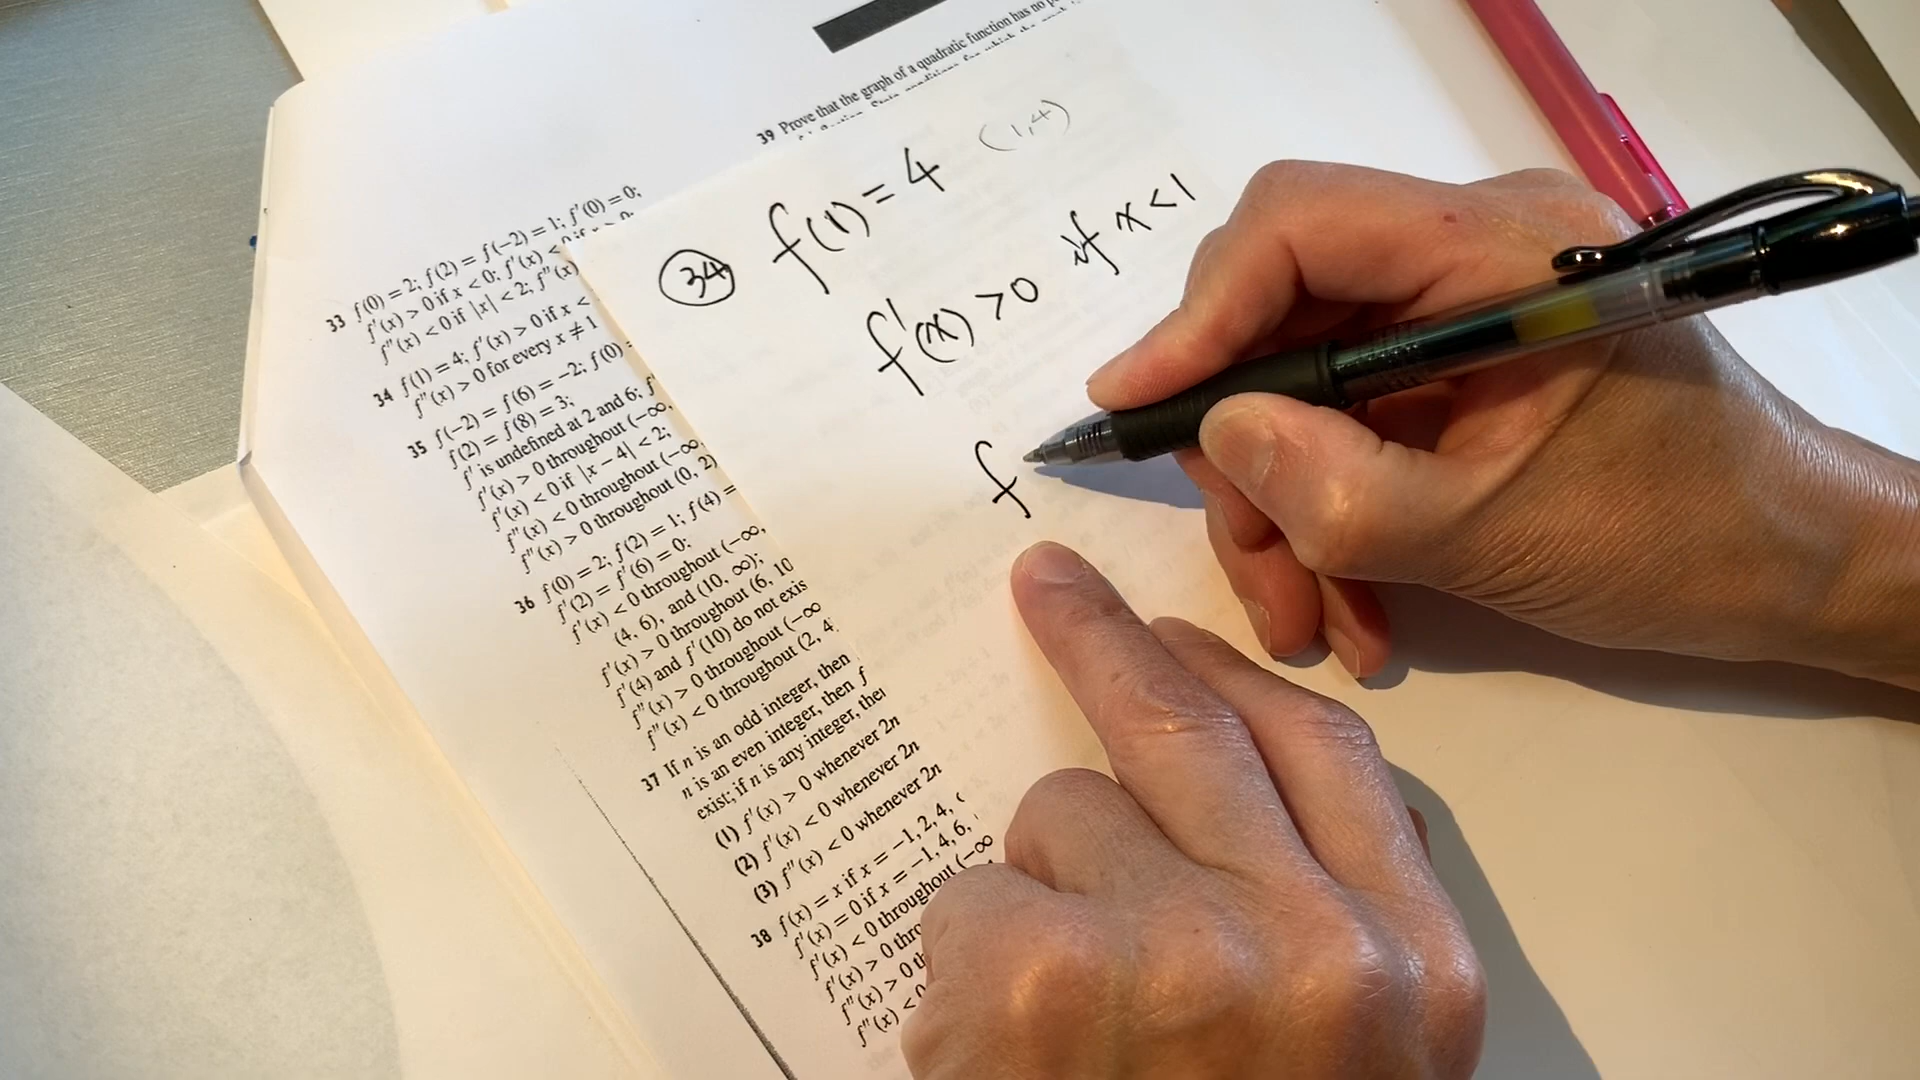 39 Prove that the graph of a quadratic function has no
33 f(0) = 2; f(2) = f(−2) = 1; f′(0) = 0;
f′(x) > 0 if x < 0; f′(x) <
f″(x) < 0 if |x| < 2; f″(x)
34 f(1) = 4; f′(x) > 0 if x <
f″(x) > 0 for every x ≠ 1
35 f(−2) = f(6) = −2; f(0) =
f(2) = f(8) = 3;
f′ is undefined at 2 and 6; f′
f′(x) > 0 throughout (−∞,
f′(x) < 0 if |x − 4| < 2;
f″(x) < 0 throughout (−∞,
f″(x) > 0 throughout (0, 2)
36 f(0) = 2; f(2) = 1; f(4) =
f′(2) = f′(6) = 0;
f′(x) < 0 throughout (−∞,
(4, 6), and (10, ∞);
f′(x) > 0 throughout (6, 10
f′(4) and f′(10) do not exis
f″(x) > 0 throughout (−∞
f″(x) < 0 throughout (2, 4
37 If n is an odd integer, then
n is an even integer, then f
exist; if n is any integer, the
(1) f′(x) > 0 whenever 2n
(2) f′(x) < 0 whenever 2n
(3) f″(x) < 0 whenever 2n
38 f(x) = x if x = −1, 2, 4,
f′(x) = 0 if x = −1, 4, 6,
f′(x) < 0 throughout (−∞
f′(x) > 0 thro
f″(x) > 0 th
f″(x) < 0
34 f(1) = 4 (1,4)
f′(x) > 0 if x < 1
f